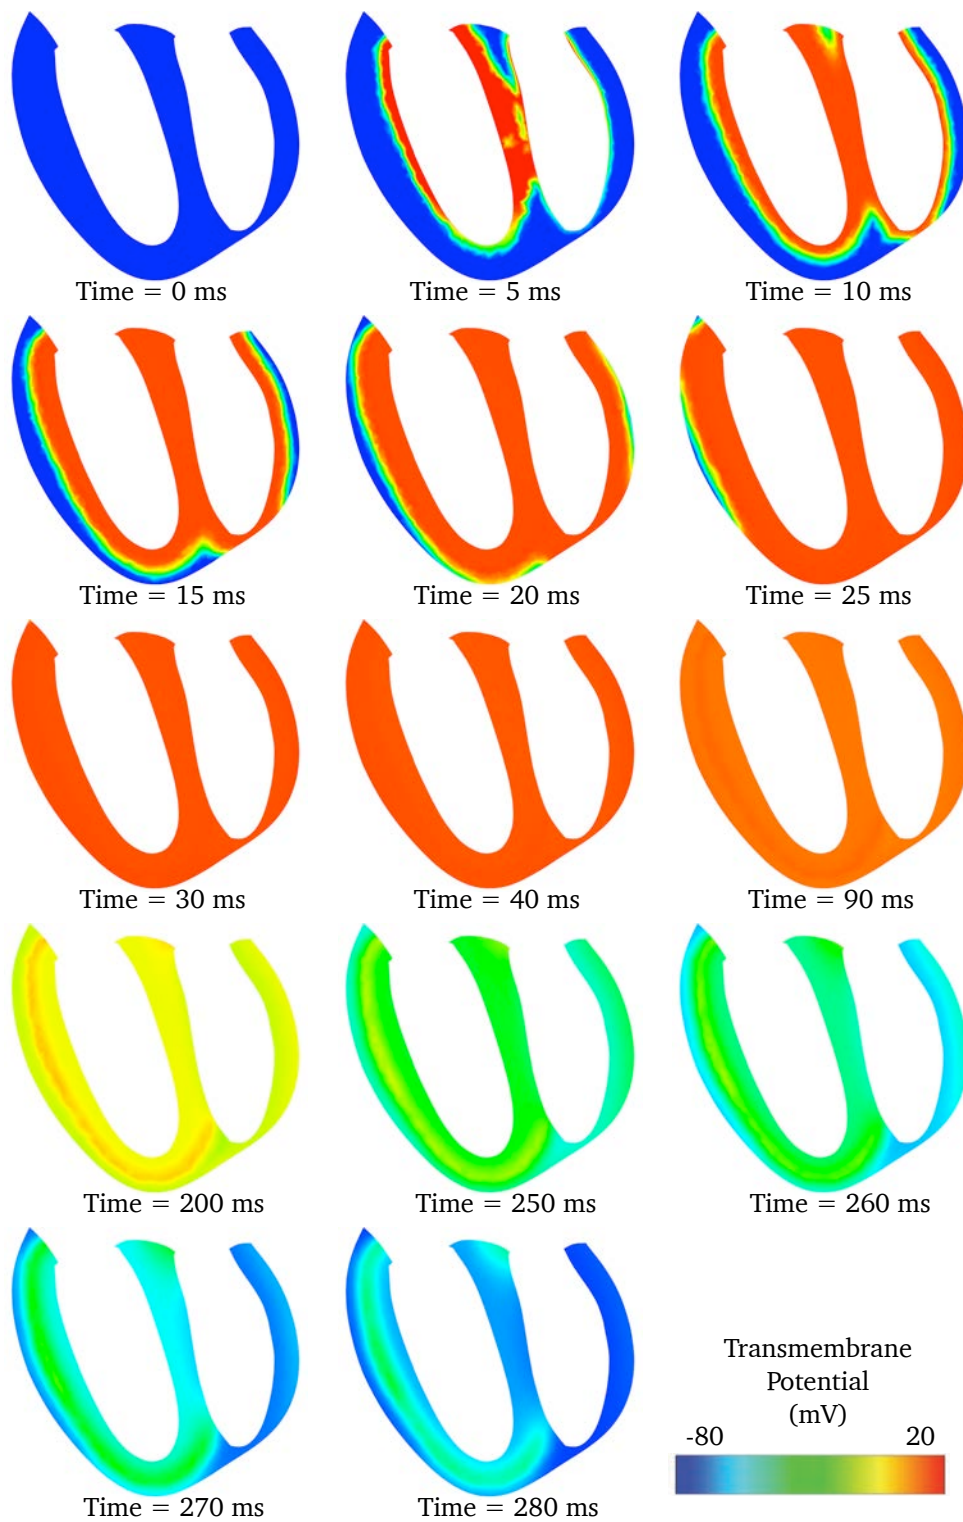 Time = 0 ms
Time = 5 ms
Time = 10 ms
Time = 15 ms
Time = 20 ms
Time = 25 ms
Time = 30 ms
Time = 40 ms
Time = 90 ms
Time = 200 ms
Time = 250 ms
Time = 260 ms
Time = 270 ms
Time = 280 ms
Transmembrane
Potential
(mV)
-80 20